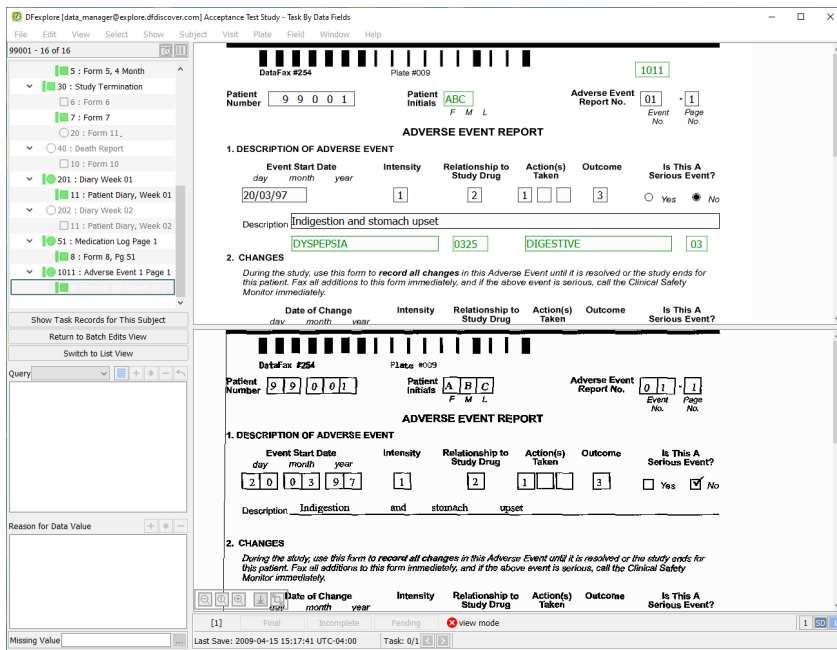 DFexplore [data_manager@explore.dfdiscover.com] Acceptance Test Study - Task By Data Fields
File Edit View Select Show Subject Visit Plate Field Window Help
99001 - 16 of 16
5 : Form 5, 4 Month
30 : Study Termination
6 : Form 6
7 : Form 7
20 : Form 11,
40 : Death Report
10 : Form 10
201 : Diary Week 01
11 : Patient Diary, Week 01
202 : Diary Week 02
11 : Patient Diary, Week 02
51 : Medication Log Page 1
8 : Form 8, Pg 51
1011 : Adverse Event 1 Page 1
Show Task Records for This Subject
Return to Batch Edits View
Switch to List View
Query
Reason for Data Value
Missing Value
...
DataFax #254 Plate #009 1011
Patient Number 9 9 0 0 1 Patient Initials ABC Adverse Event Report No. 01 - 1
F M L Event No. Page No.
ADVERSE EVENT REPORT
1. DESCRIPTION OF ADVERSE EVENT
Event Start Date Intensity Relationship to Study Drug Action(s) Taken Outcome Is This A Serious Event?
day month year
20/03/97 1 2 1 3 Yes No
Description Indigestion and stomach upset
DYSPEPSIA 0325 DIGESTIVE 03
2. CHANGES
During the study, use this form to record all changes in this Adverse Event until it is resolved or the study ends for
this patient. Fax all additions to this form immediately, and if the above event is serious, call the Clinical Safety
Monitor immediately.
Date of Change Intensity Relationship to Study Drug Action(s) Taken Outcome Is This A Serious Event?
day month year
DataFax #254 Plate #009
Patient Number 9 9 0 0 1 Patient Initials A B C Adverse Event Report No. 0 1 - 1
F M L Event No. Page No.
ADVERSE EVENT REPORT
1. DESCRIPTION OF ADVERSE EVENT
Event Start Date Intensity Relationship to Study Drug Action(s) Taken Outcome Is This A Serious Event?
day month year
2 0 0 3 9 7 1 2 1 3 Yes No
Description Indigestion and stomach upset
2. CHANGES
During the study, use this form to record all changes in this Adverse Event until it is resolved or the study ends for
this patient. Fax all additions to this form immediately, and if the above event is serious, call the Clinical Safety
Monitor immediately.
Date of Change Intensity Relationship to Study Drug Action(s) Taken Outcome Is This A Serious Event?
day month year
[1] Final Incomplete Pending view mode 1 SD
Last Save: 2009-04-15 15:17:41 UTC-04:00 Task: 0/1